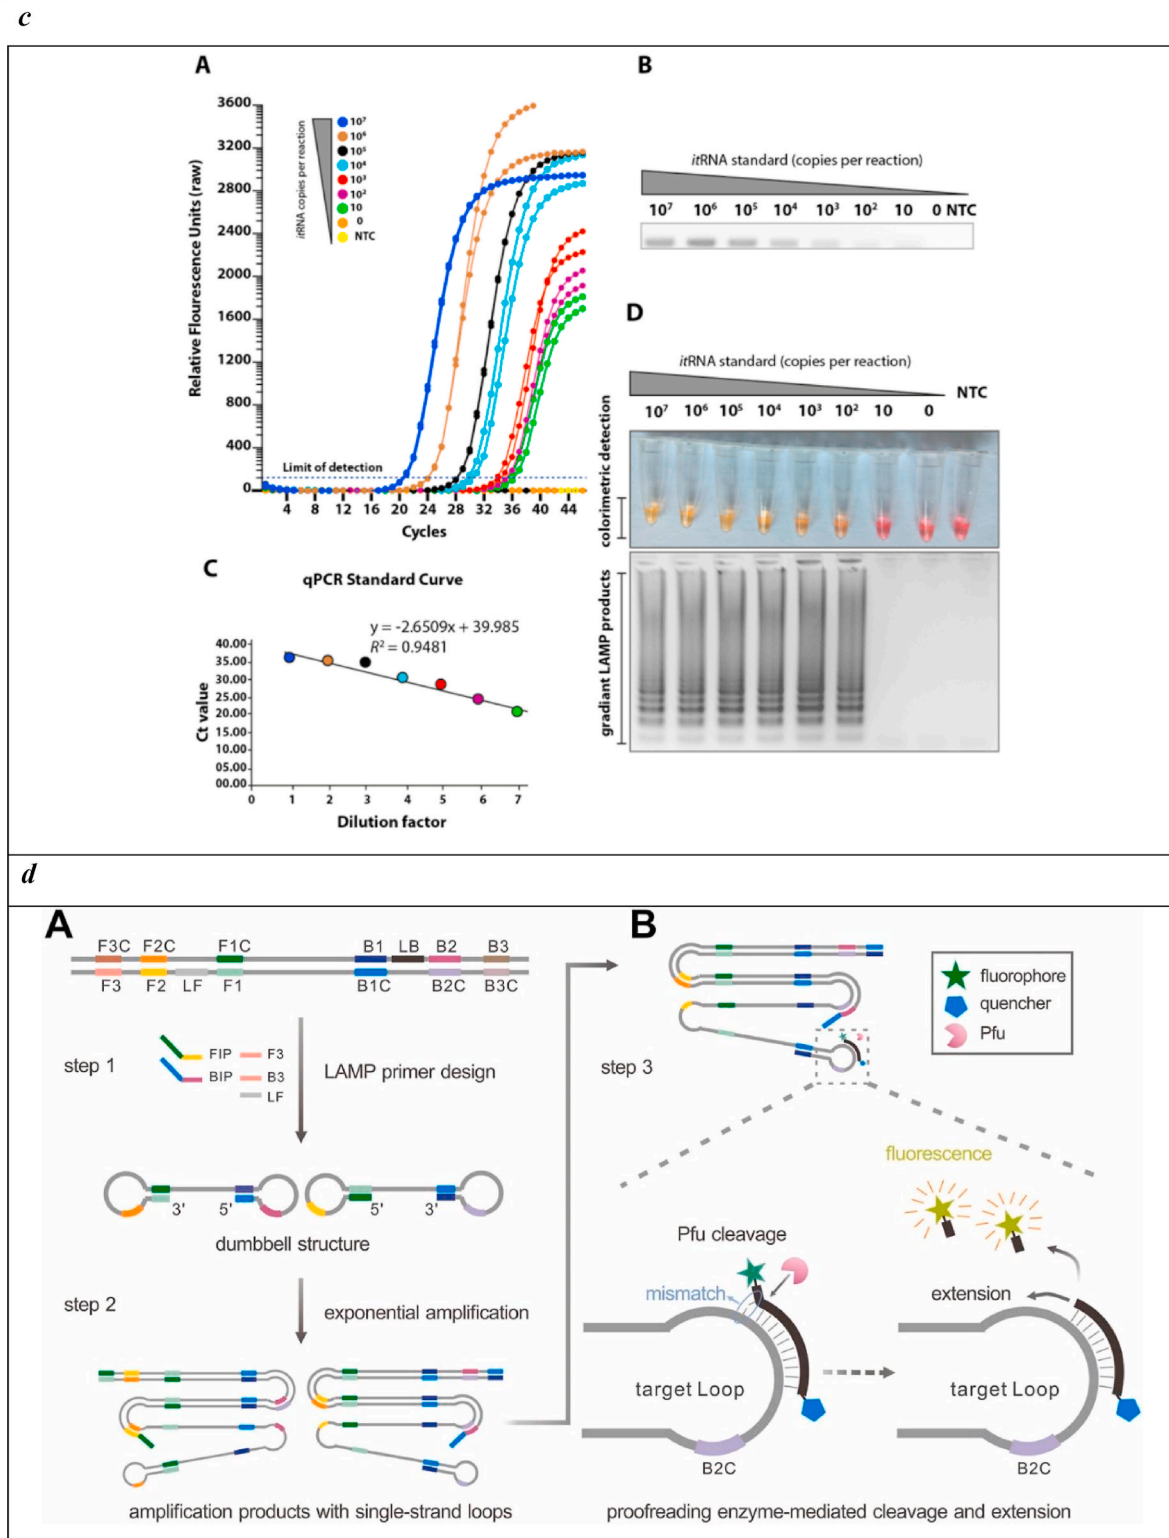 c
A
Relative Flourescence Units (raw)
3600
3200
2800
2400
2000
1600
1200
800
400
0
itRNA copies per reaction
10⁷
10⁶
10⁵
10⁴
10³
10²
10
0
NTC
Limit of detection
4 8 12 16 20 24 28 32 36 40 44
Cycles
B
itRNA standard (copies per reaction)
10⁷ 10⁶ 10⁵ 10⁴ 10³ 10² 10 0 NTC
C
qPCR Standard Curve
y = -2.6509x + 39.985
R² = 0.9481
Ct value
40.00
35.00
30.00
25.00
20.00
15.00
10.00
05.00
00.00
0 1 2 3 4 5 6 7
Dilution factor
D
itRNA standard (copies per reaction)
10⁷ 10⁶ 10⁵ 10⁴ 10³ 10² 10 0 NTC
colorimetric detection
gradiant LAMP products
d
A
F3C F2C F1C B1 LB B2 B3
F3 F2 LF F1 B1C B2C B3C
step 1
FIP F3
BIP B3
LF
LAMP primer design
3' 5' 5' 3'
dumbbell structure
step 2
exponential amplification
amplification products with single-strand loops
B
fluorophore
quencher
Pfu
step 3
fluorescence
Pfu cleavage
mismatch
extension
target Loop
target Loop
B2C
B2C
proofreading enzyme-mediated cleavage and extension